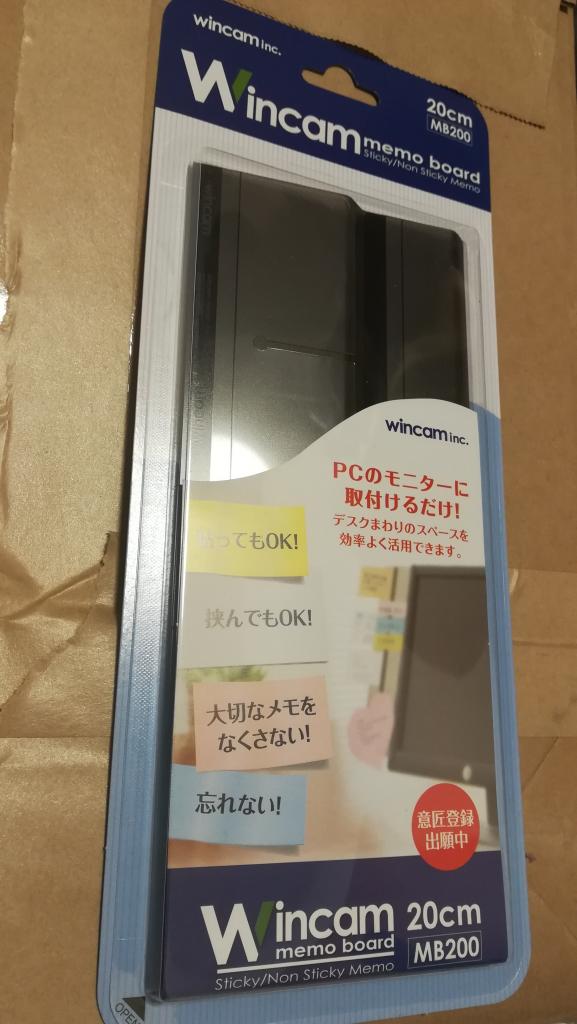 wincam inc.
20cm
MB200
Wincam memo board
Sticky/Non Sticky Memo
wincam
wincam inc.
PCのモニターに
取付けるだけ!
デスクまわりのスペースを
効率よく活用できます。
貼ってもOK!
挟んでもOK!
大切なメモを
なくさない!
忘れない!
意匠登録
出願中
Wincam 20cm
memo board MB200
Sticky/Non Sticky Memo
OPEN